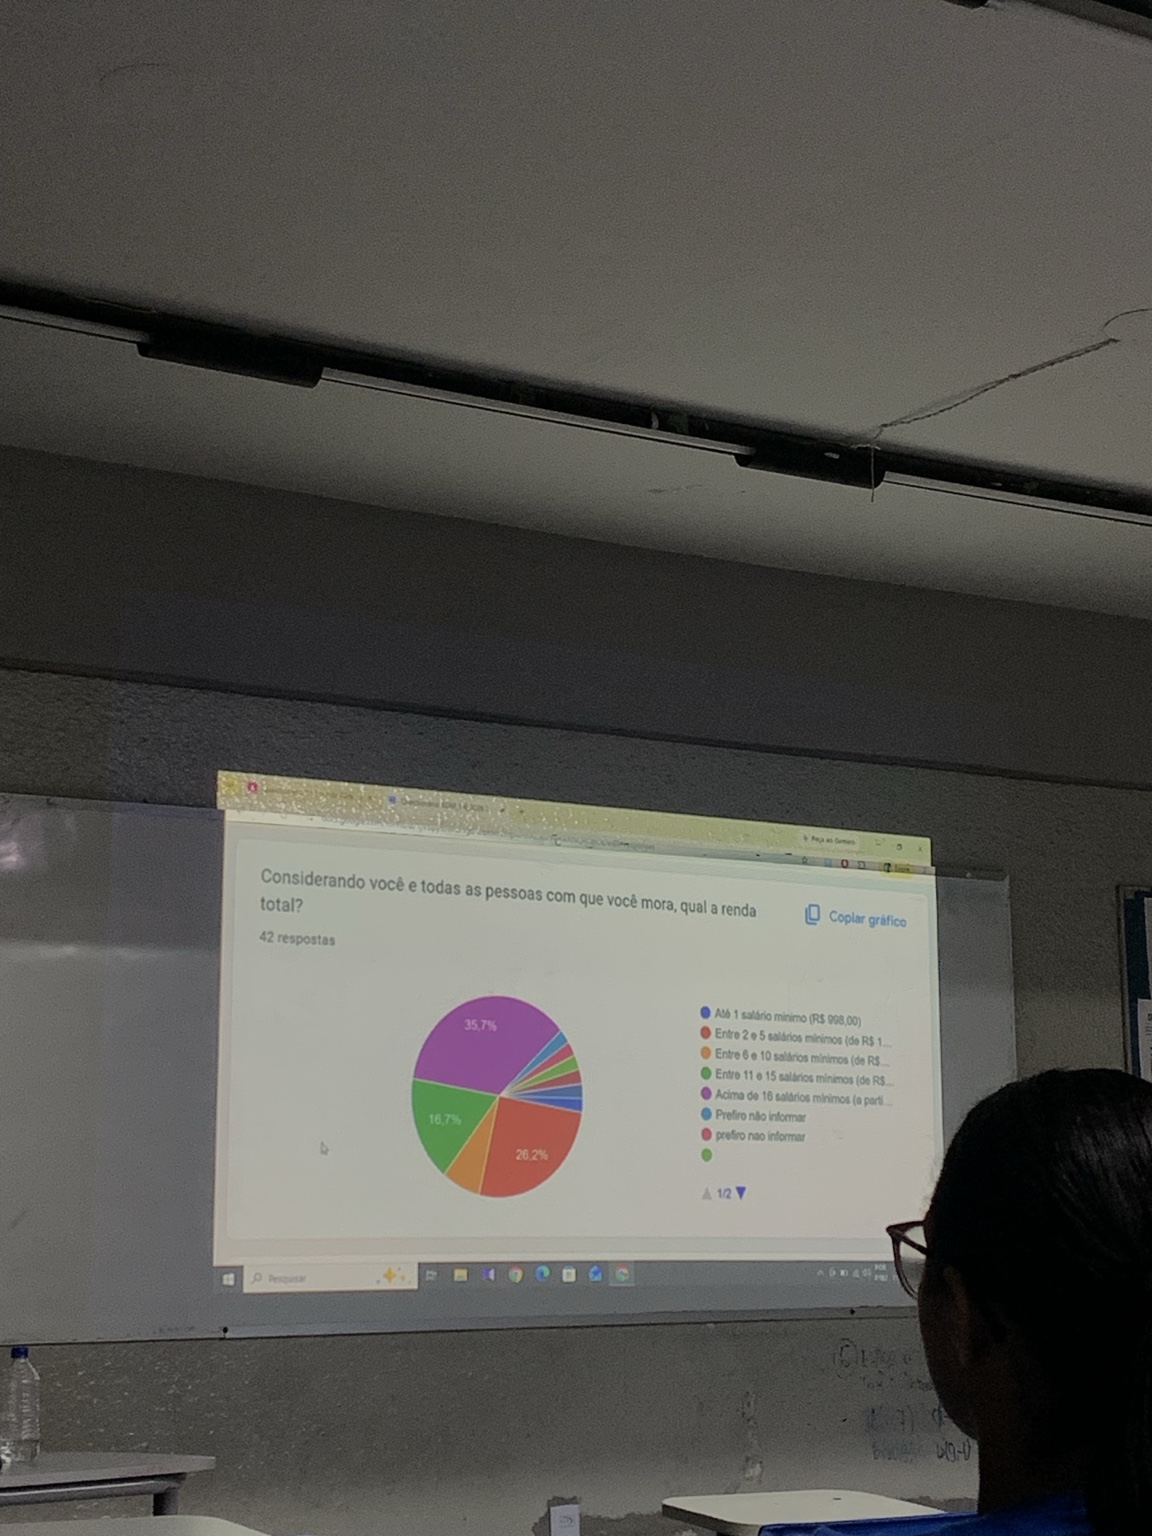 Peça ao Gemini
Considerando você e todas as pessoas com que você mora, qual a renda
total?
Copiar gráfico
42 respostas
35,7%
16,7%
26,2%
Até 1 salário mínimo (R$ 998,00)
Entre 2 e 5 salários mínimos (de R$ 1...
Entre 6 e 10 salários mínimos (de R$...
Entre 11 e 15 salários mínimos (de R$...
Acima de 16 salários mínimos (a parti...
Prefiro não informar
prefiro nao informar
1/2
Pesquisar